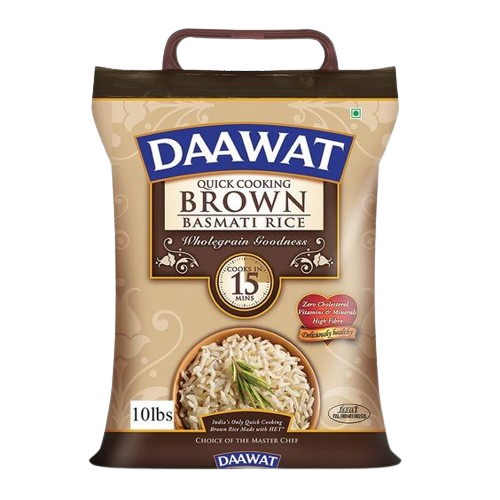 DAAWAT
QUICK COOKING
BROWN
BASMATI RICE
Wholegrain Goodness
COOKS IN
15
MINS
Zero Cholesterol
Vitamins & Minerals
High Fibre
Deliciously healthy
10lbs
India's Only Quick Cooking
Brown Rice Made with HET*
CHOICE OF THE MASTER CHEF
DAAWAT